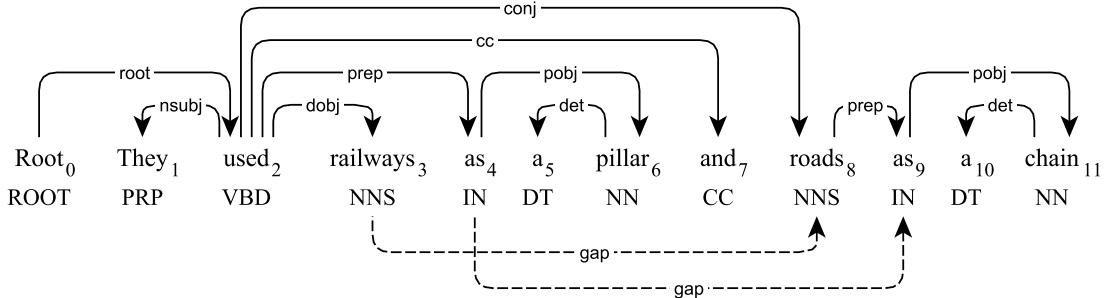 conj
cc
root prep pobj pobj
nsubj dobj det prep det
Root0 They1 used2 railways3 as4 a5 pillar6 and7 roads8 as9 a10 chain11
ROOT PRP VBD NNS IN DT NN CC NNS IN DT NN
gap
gap